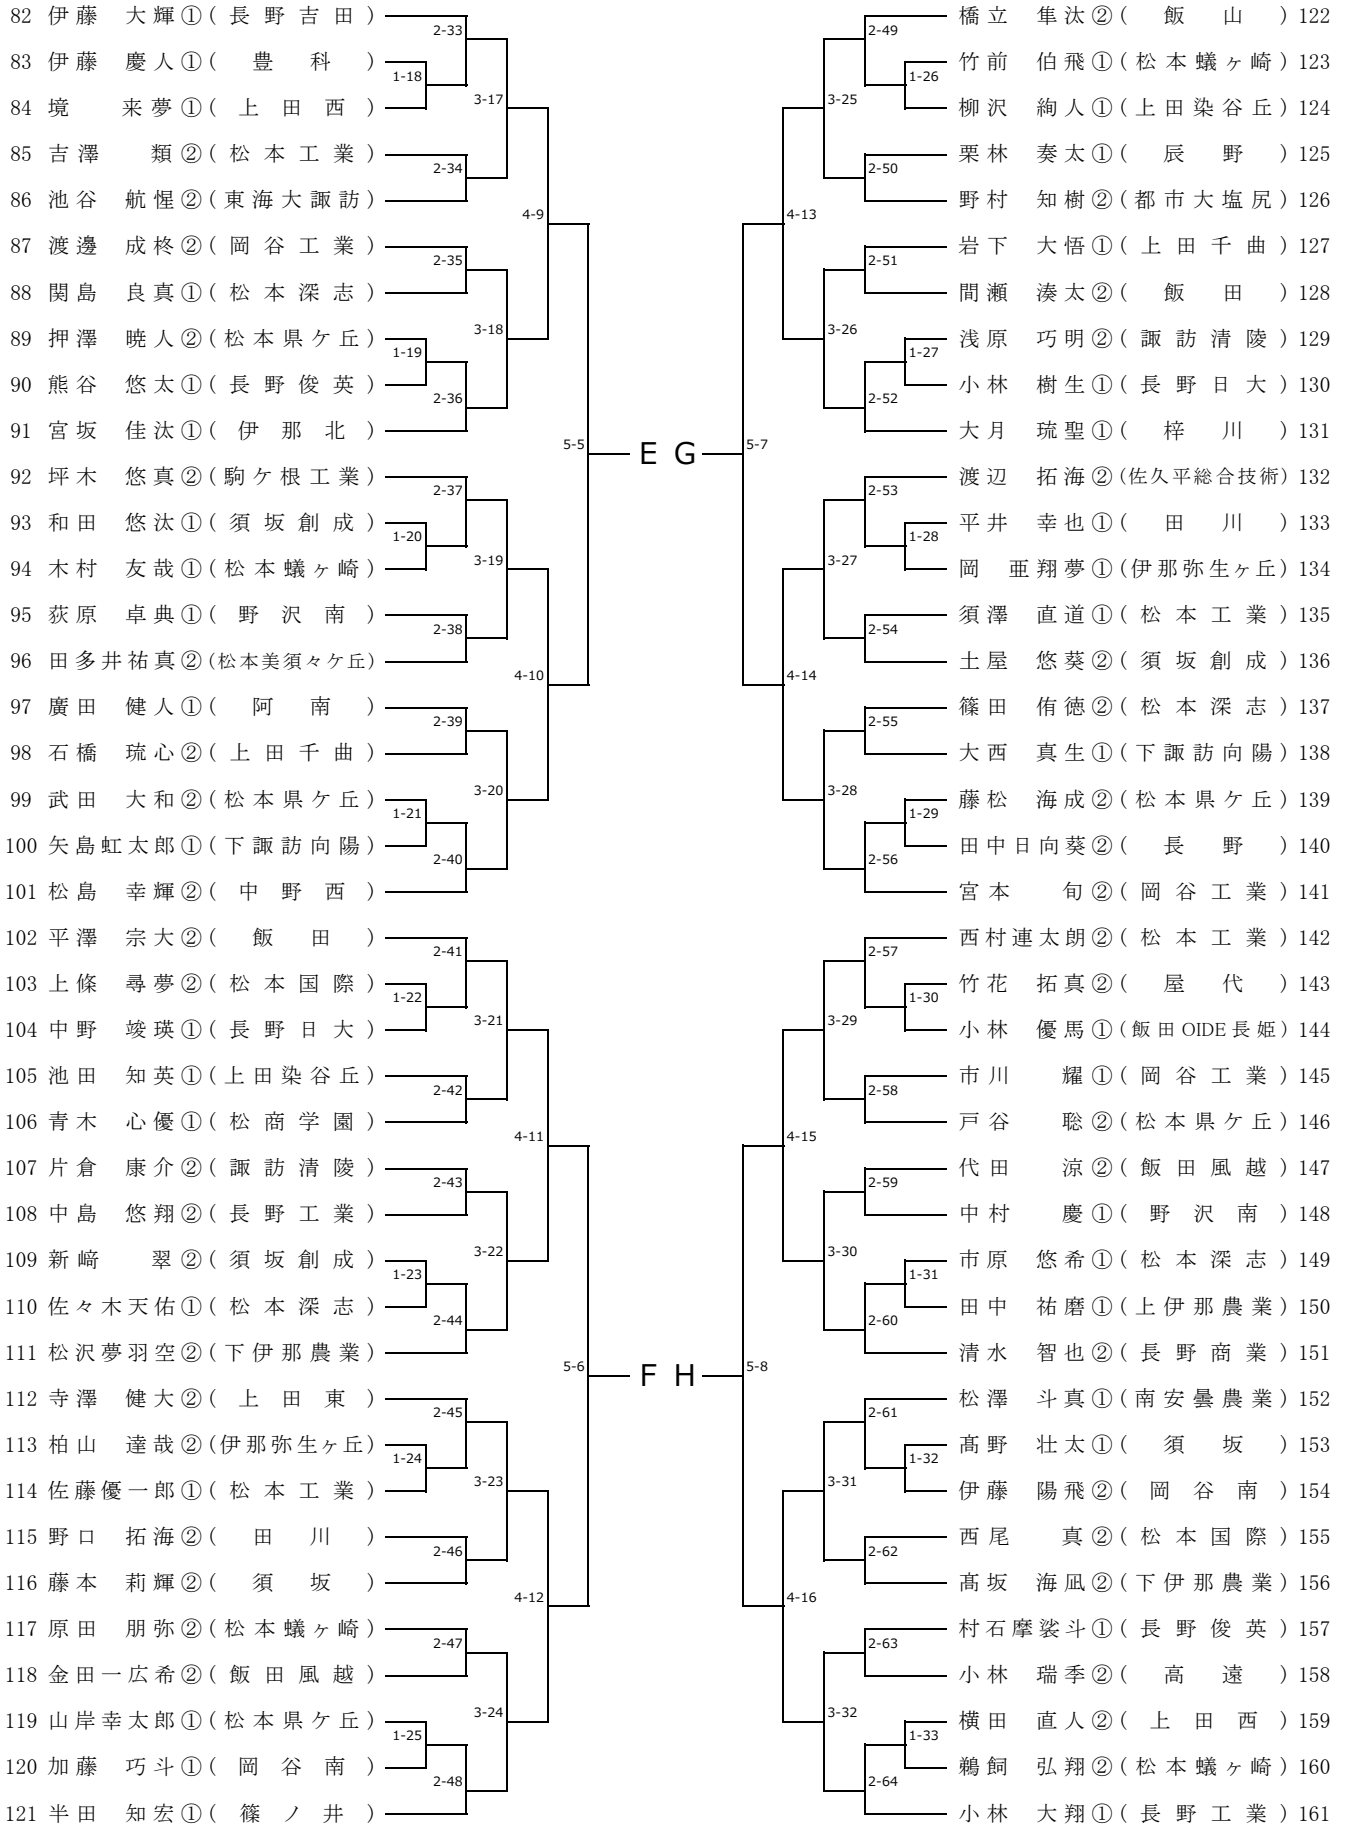 82 伊藤 大輝①(長野吉田)
83 伊藤 慶人①(豊科)
84 境 来夢①(上田西)
85 吉澤 類②(松本工業)
86 池谷 航惺②(東海大諏訪)
87 渡邊 成柊②(岡谷工業)
88 関島 良真①(松本深志)
89 押澤 暁人②(松本県ケ丘)
90 熊谷 悠太①(長野俊英)
91 宮坂 佳汰①(伊那北)
92 坪木 悠真②(駒ケ根工業)
93 和田 悠汰①(須坂創成)
94 木村 友哉①(松本蟻ヶ崎)
95 荻原 卓典①(野沢南)
96 田多井祐真②(松本美須々ケ丘)
97 廣田 健人①(阿南)
98 石橋 琉心②(上田千曲)
99 武田 大和②(松本県ケ丘)
100 矢島虹太郎①(下諏訪向陽)
101 松島 幸輝②(中野西)
102 平澤 宗大②(飯田)
103 上條 尋夢②(松本国際)
104 中野 竣瑛①(長野日大)
105 池田 知英①(上田染谷丘)
106 青木 心優①(松商学園)
107 片倉 康介②(諏訪清陵)
108 中島 悠翔②(長野工業)
109 新﨑 翠②(須坂創成)
110 佐々木天佑①(松本深志)
111 松沢夢羽空②(下伊那農業)
112 寺澤 健大②(上田東)
113 柏山 達哉②(伊那弥生ヶ丘)
114 佐藤優一郎①(松本工業)
115 野口 拓海②(田川)
116 藤本 莉輝②(須坂)
117 原田 朋弥②(松本蟻ヶ崎)
118 金田一広希②(飯田風越)
119 山岸幸太郎①(松本県ケ丘)
120 加藤 巧斗①(岡谷南)
121 半田 知宏①(篠ノ井)
1-18
1-19
1-20
1-21
1-22
1-23
1-24
1-25
2-33
2-34
2-35
2-36
2-37
2-38
2-39
2-40
2-41
2-42
2-43
2-44
2-45
2-46
2-47
2-48
3-17
3-18
3-19
3-20
3-21
3-22
3-23
3-24
4-9
4-10
4-11
4-12
5-5
5-6
E G
F H
5-7
5-8
4-13
4-14
4-15
4-16
3-25
3-26
3-27
3-28
3-29
3-30
3-31
3-32
2-49
2-50
2-51
2-52
2-53
2-54
2-55
2-56
2-57
2-58
2-59
2-60
2-61
2-62
2-63
2-64
1-26
1-27
1-28
1-29
1-30
1-31
1-32
1-33
橋立 隼汰②(飯山) 122
竹前 伯飛①(松本蟻ヶ崎) 123
柳沢 絢人①(上田染谷丘) 124
栗林 奏太①(辰野) 125
野村 知樹②(都市大塩尻) 126
岩下 大悟①(上田千曲) 127
間瀬 湊太②(飯田) 128
浅原 巧明②(諏訪清陵) 129
小林 樹生①(長野日大) 130
大月 琉聖①(梓川) 131
渡辺 拓海②(佐久平総合技術) 132
平井 幸也①(田川) 133
岡 亜翔夢①(伊那弥生ヶ丘) 134
須澤 直道①(松本工業) 135
土屋 悠葵②(須坂創成) 136
篠田 侑徳②(松本深志) 137
大西 真生①(下諏訪向陽) 138
藤松 海成②(松本県ケ丘) 139
田中日向葵②(長野) 140
宮本 旬②(岡谷工業) 141
西村連太朗②(松本工業) 142
竹花 拓真②(屋代) 143
小林 優馬①(飯田OIDE長姫) 144
市川 耀①(岡谷工業) 145
戸谷 聡②(松本県ケ丘) 146
代田 涼②(飯田風越) 147
中村 慶①(野沢南) 148
市原 悠希①(松本深志) 149
田中 祐磨①(上伊那農業) 150
清水 智也②(長野商業) 151
松澤 斗真①(南安曇農業) 152
髙野 壮太①(須坂) 153
伊藤 陽飛②(岡谷南) 154
西尾 真②(松本国際) 155
髙坂 海凪②(下伊那農業) 156
村石摩裟斗①(長野俊英) 157
小林 瑞季②(高遠) 158
横田 直人②(上田西) 159
鵜飼 弘翔②(松本蟻ヶ崎) 160
小林 大翔①(長野工業) 161